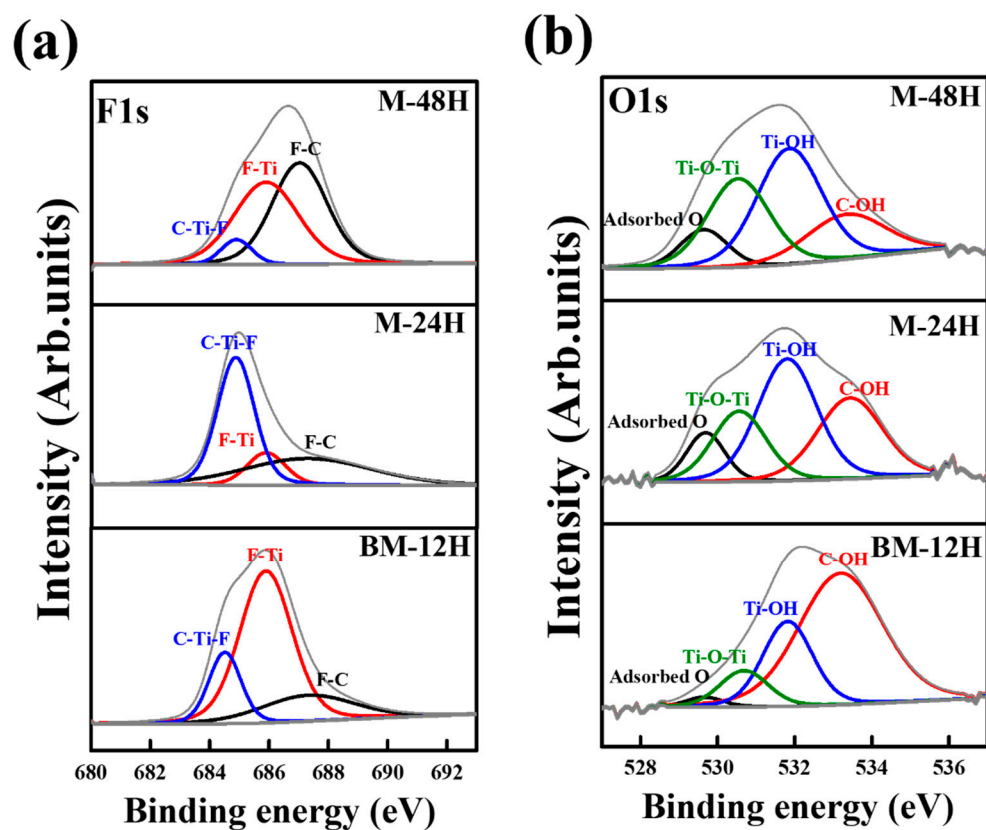 (a)
F1s
M-48H
F-C
F-Ti
C-Ti-F
M-24H
C-Ti-F
F-Ti
F-C
BM-12H
F-Ti
C-Ti-F
F-C
680 682 684 686 688 690 692
Binding energy (eV)
Intensity (Arb.units)
(b)
O1s
M-48H
Ti-OH
Ti-O-Ti
C-OH
Adsorbed O
M-24H
Ti-OH
C-OH
Ti-O-Ti
Adsorbed O
BM-12H
C-OH
Ti-OH
Ti-O-Ti
Adsorbed O
528 530 532 534 536
Binding energy (eV)
Intensity (Arb.units)